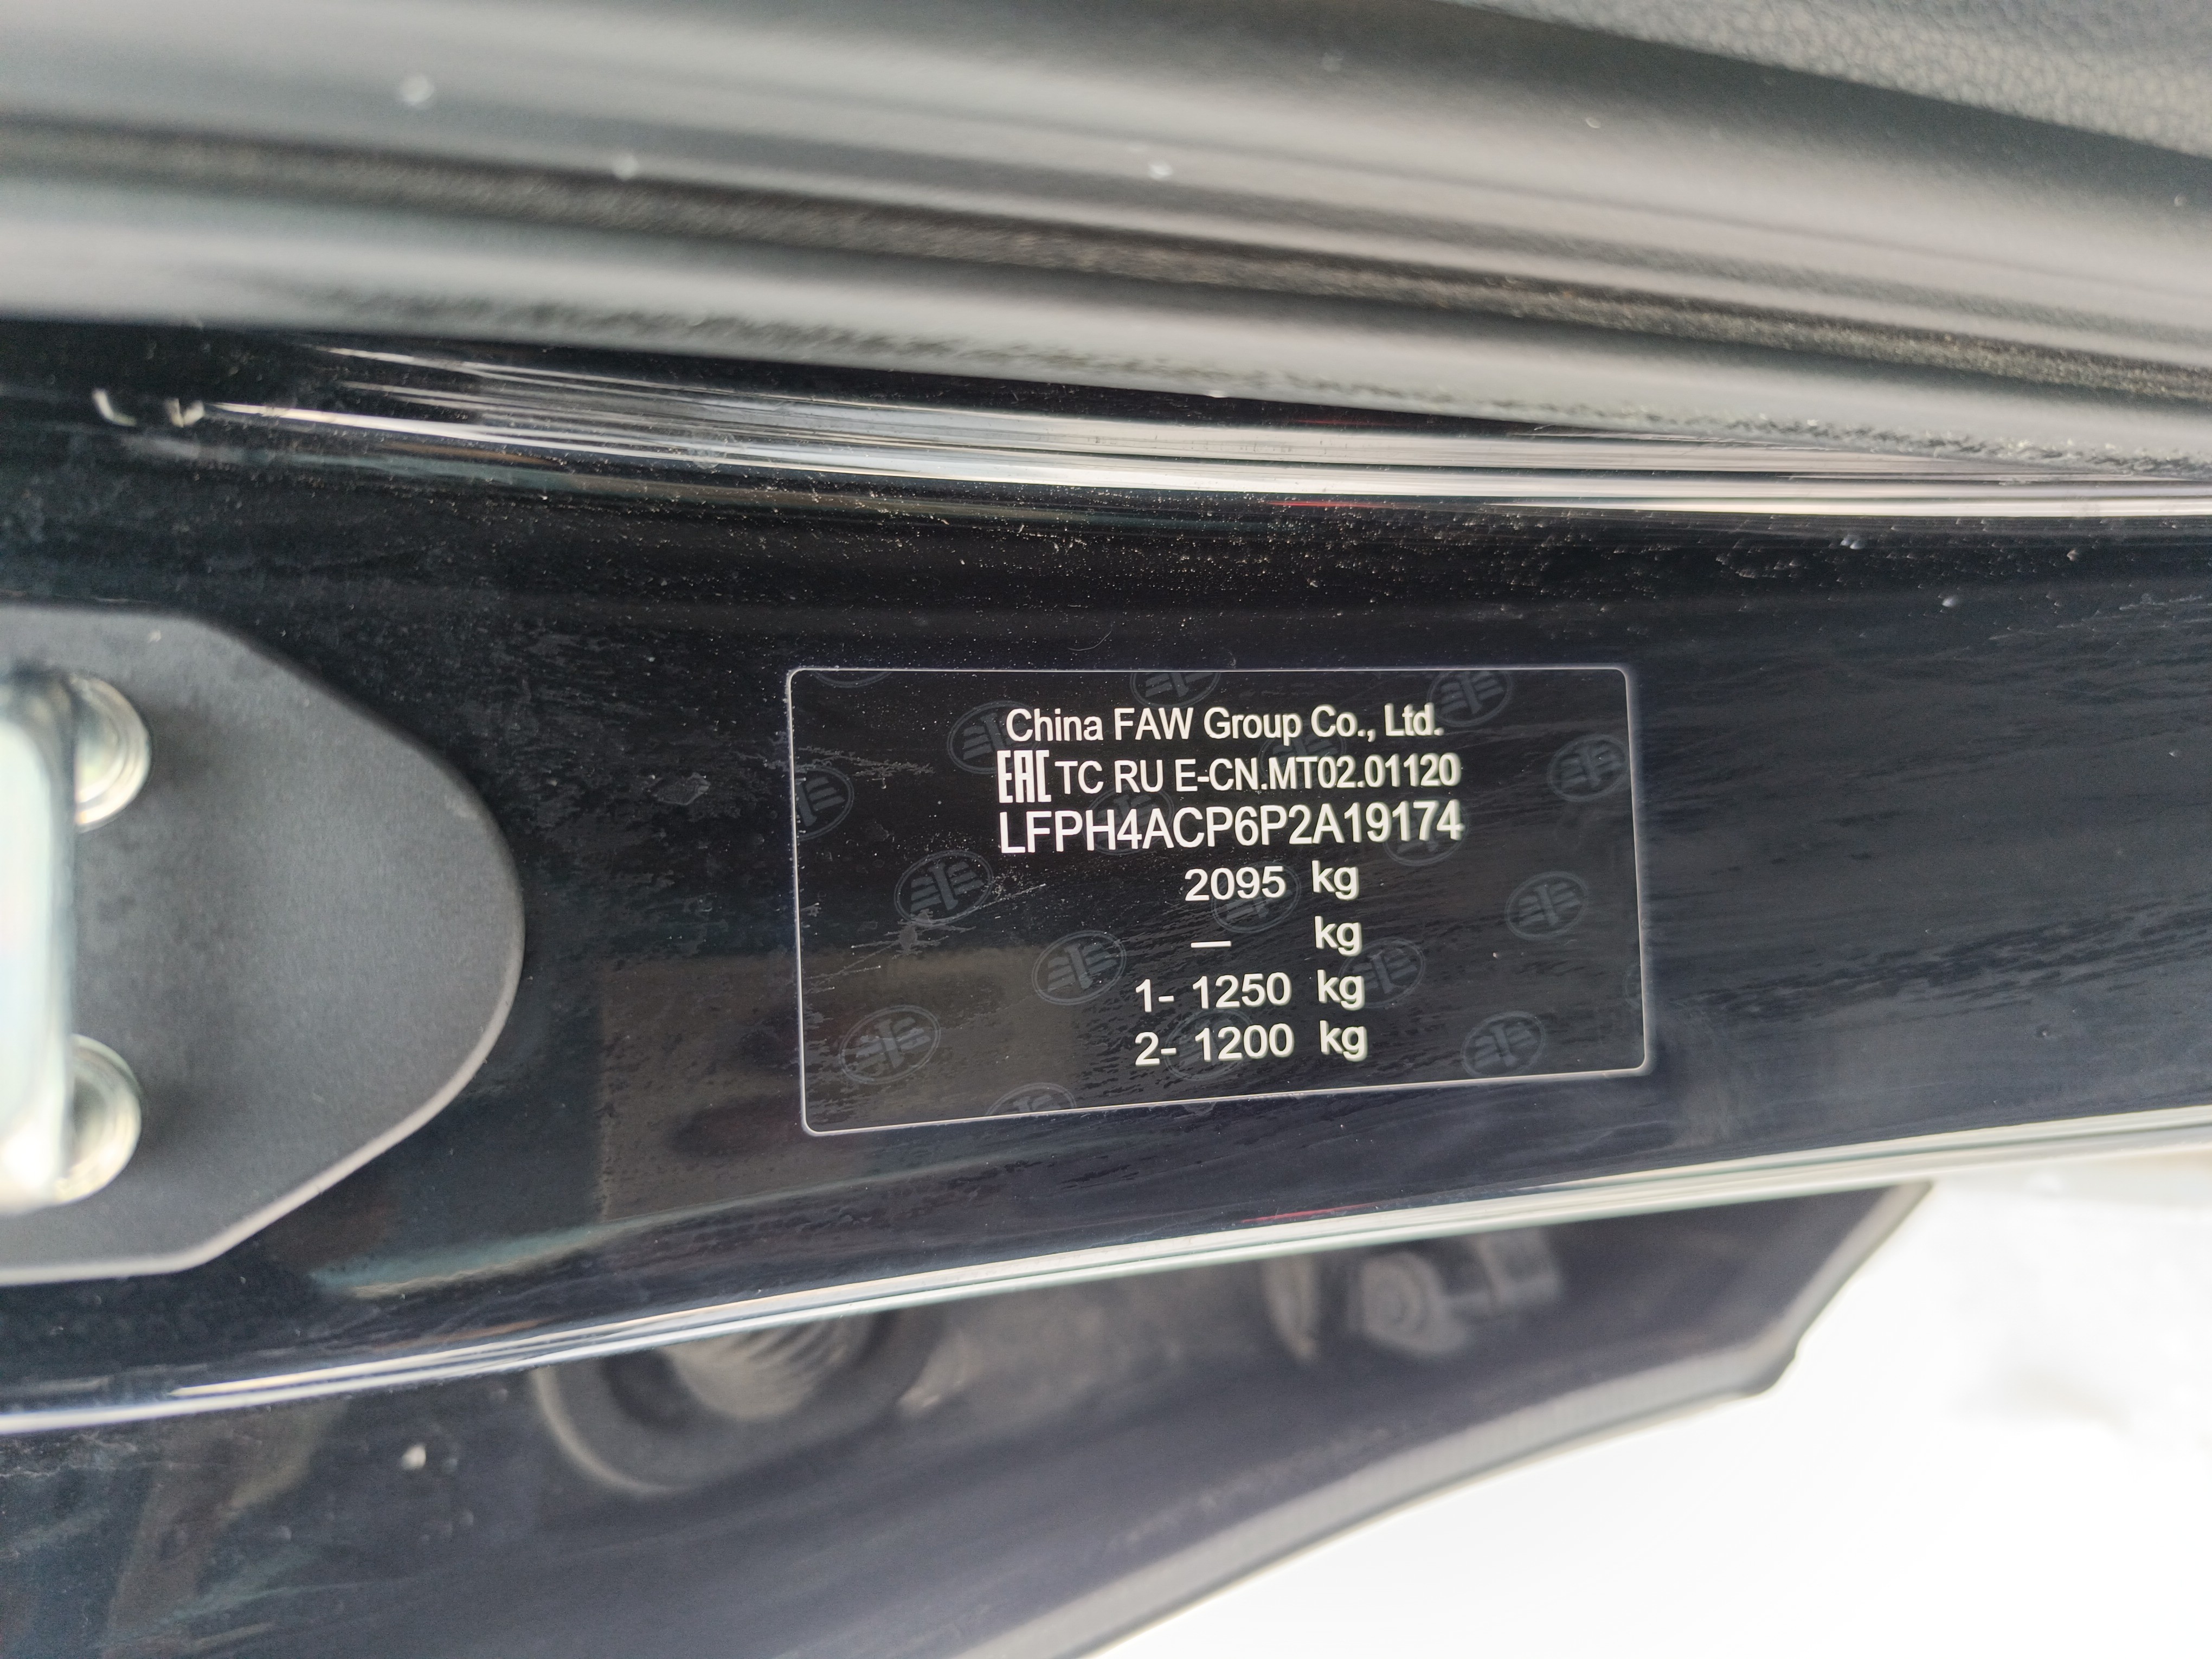 China FAW Group Co., Ltd.
EAC TC RU E-CN.MT02.01120
LFPH4ACP6P2A19174
2095 kg
— kg
1- 1250 kg
2- 1200 kg